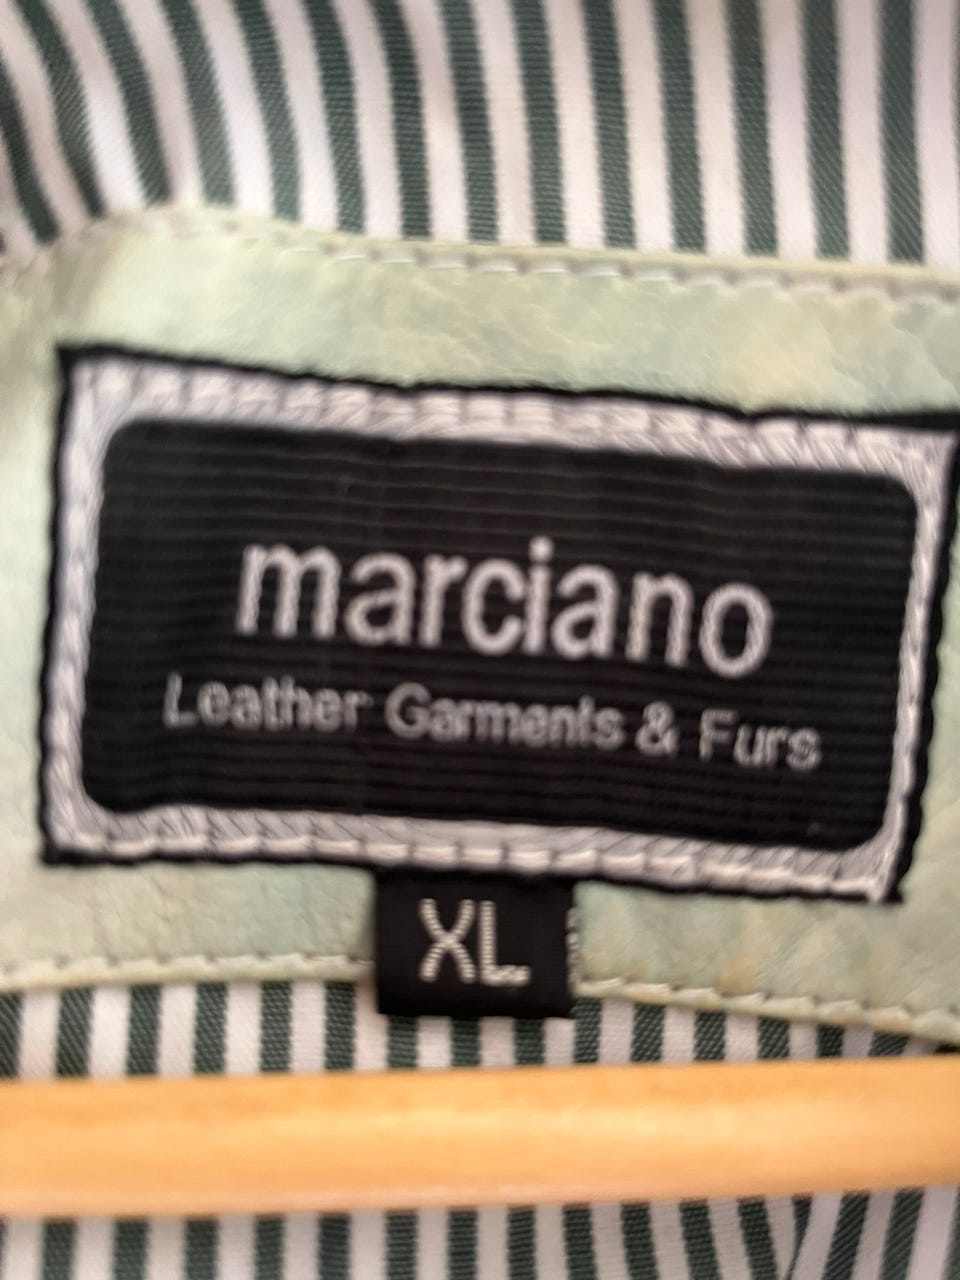 marciano
Leather Garments & Furs
XL